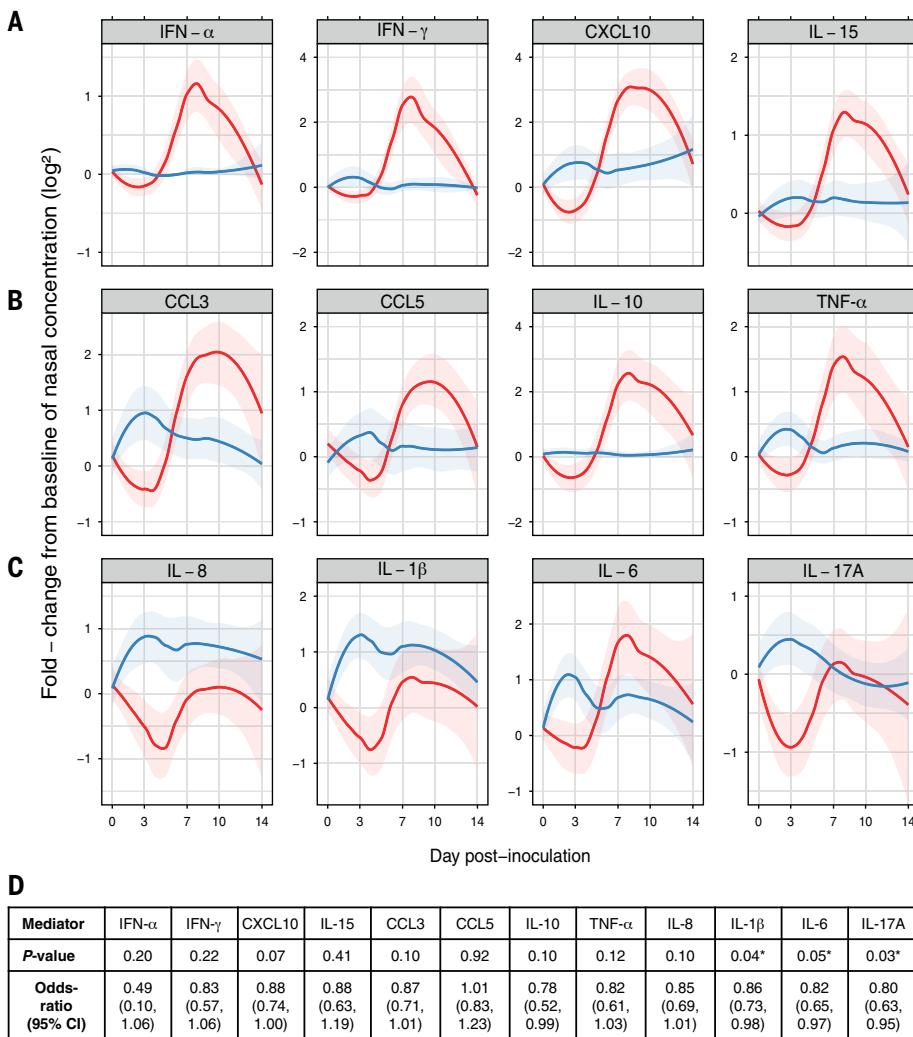 A
IFN – α
IFN – γ
CXCL10
IL – 15
1
0
−1
4
2
0
−2
4
2
0
−2
2
1
0
B
CCL3
CCL5
IL – 10
TNF-α
2
1
0
−1
2
1
0
−1
4
2
0
−2
2
1
0
−1
C
IL – 8
IL – 1β
IL – 6
IL – 17A
1
0
−1
2
1
0
−1
2
1
0
−1
1
0
−1
0 3 7 10 14
0 3 7 10 14
0 3 7 10 14
0 3 7 10 14
Fold – change from baseline of nasal concentration (log²)
Day post−inoculation
D
Mediator IFN-α IFN-γ CXCL10 IL-15 CCL3 CCL5 IL-10 TNF-α IL-8 IL-1β IL-6 IL-17A
P-value 0.20 0.22 0.07 0.41 0.10 0.92 0.10 0.12 0.10 0.04* 0.05* 0.03*
Odds- 0.49 0.83 0.88 0.88 0.87 1.01 0.78 0.82 0.85 0.86 0.82 0.80
ratio (0.10, (0.57, (0.74, (0.63, (0.71, (0.83, (0.52, (0.61, (0.69, (0.73, (0.65, (0.63,
(95% CI) 1.06) 1.06) 1.00) 1.19) 1.01) 1.23) 0.99) 1.03) 1.01) 0.98) 0.97) 0.95)